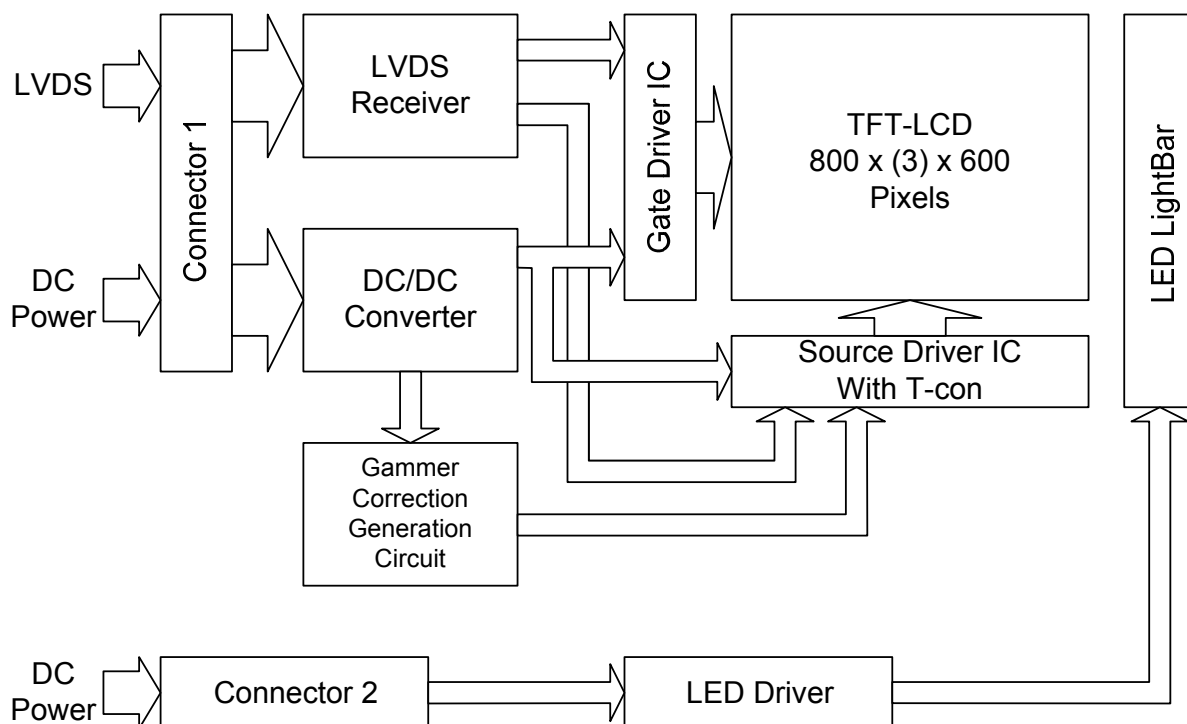 LVDS
Connector 1
LVDS
Receiver
Gate Driver IC
TFT-LCD
800 x (3) x 600
Pixels
LED LightBar
DC
Power
DC/DC
Converter
Source Driver IC
With T-con
Gammer
Correction
Generation
Circuit
DC
Power
Connector 2
LED Driver